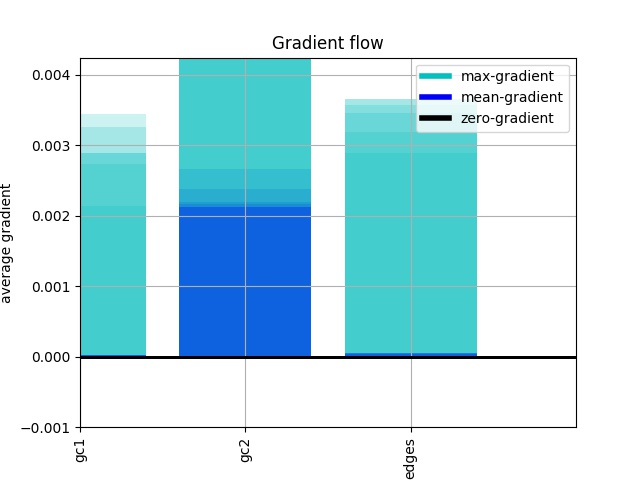 Gradient flow
max-gradient
mean-gradient
zero-gradient
average gradient
0.004
0.003
0.002
0.001
0.000
−0.001
gc1
gc2
edges